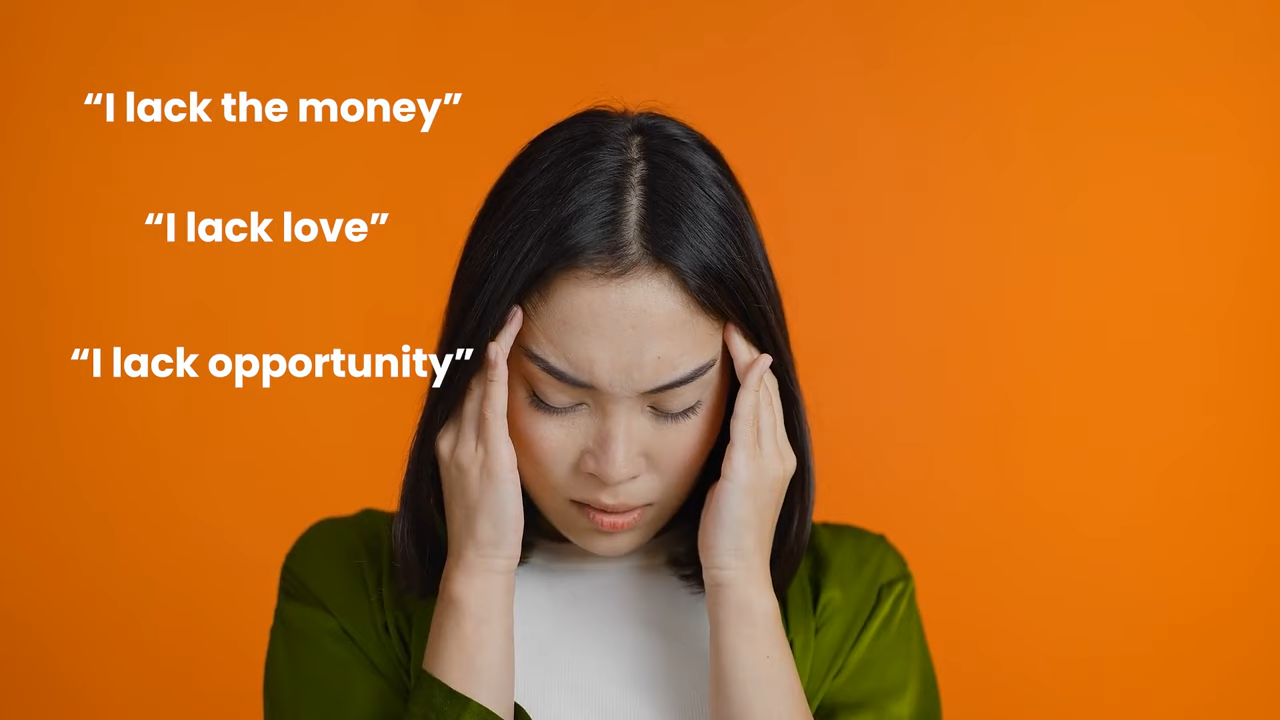 “I lack the money”
“I lack love”
“I lack opportunity”